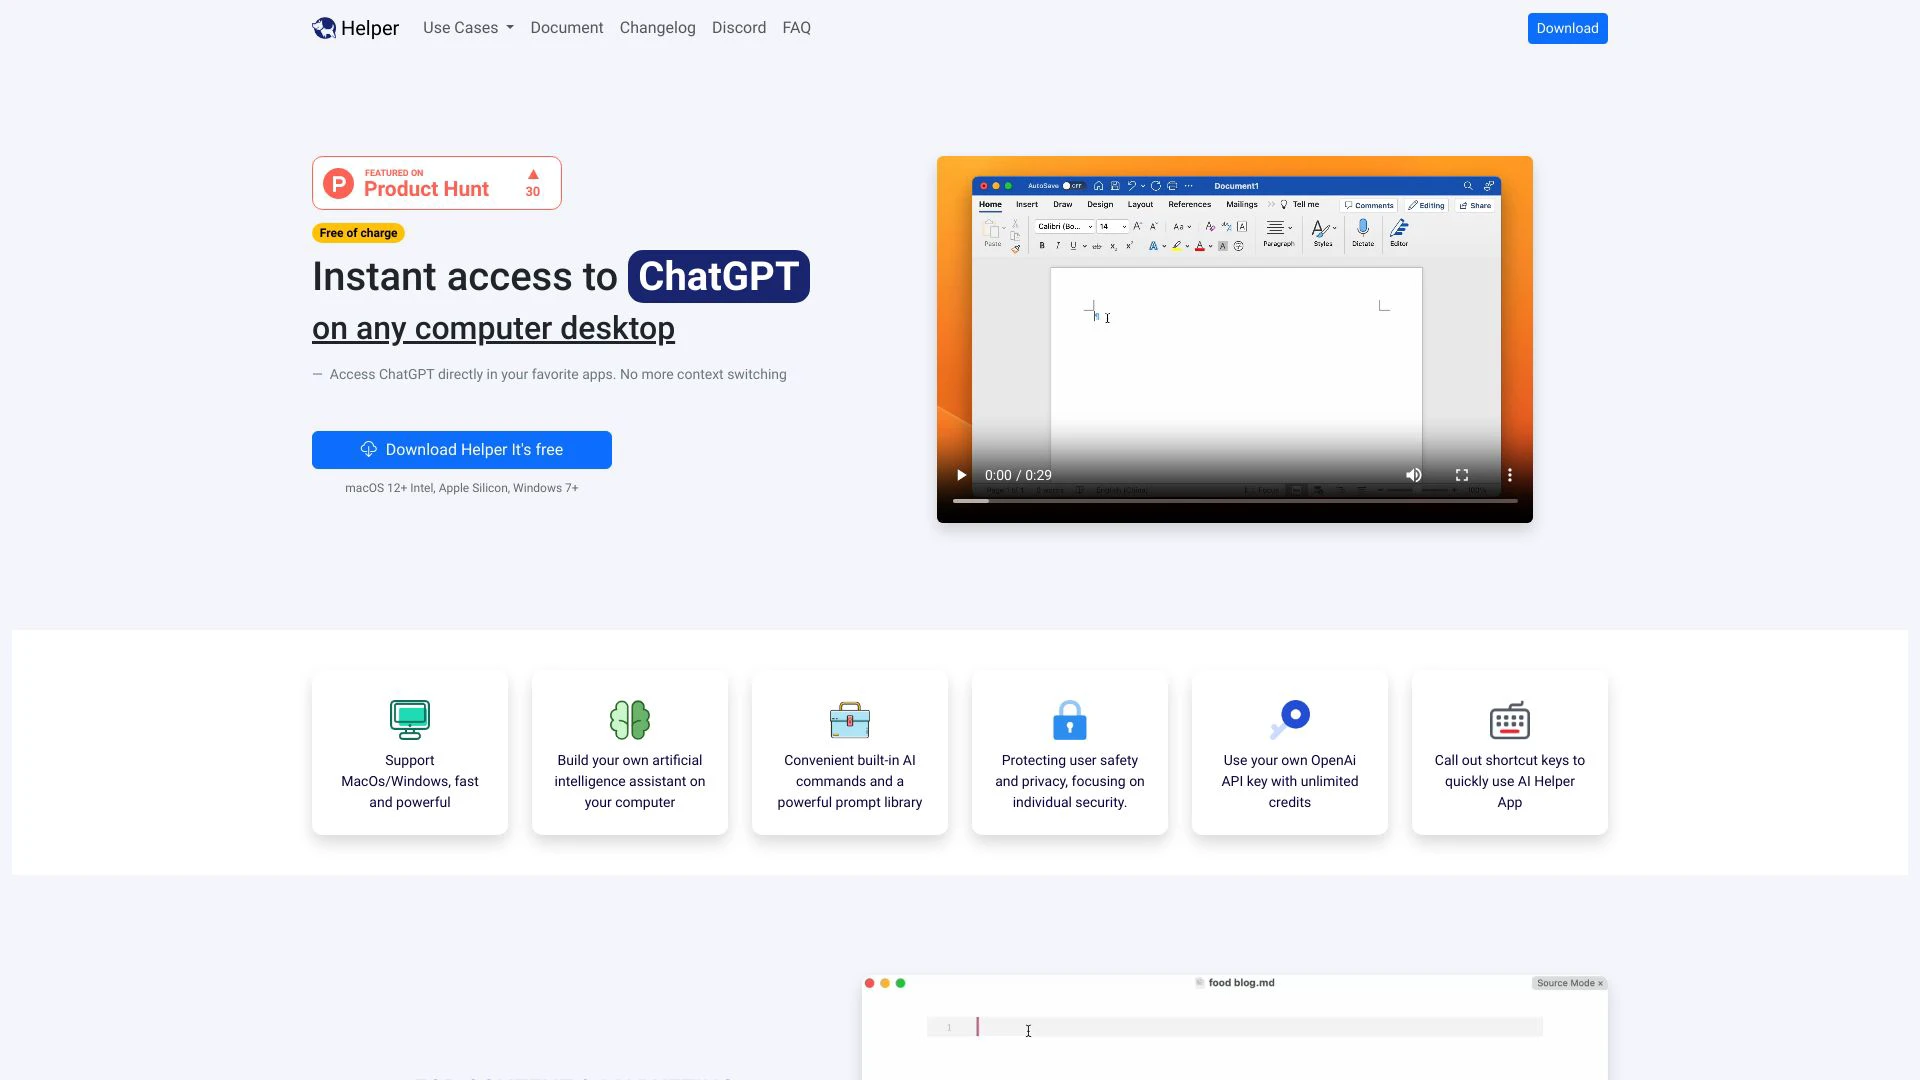 Helper
Use Cases
Document
Changelog
Discord
FAQ
Download
FEATURED ON
Product Hunt
30
Free of charge
Instant access to ChatGPT
on any computer desktop
— Access ChatGPT directly in your favorite apps. No more context switching
Download Helper It's free
macOS 12+ Intel, Apple Silicon, Windows 7+
AutoSave OFF
Document1
Home Insert Draw Design Layout References Mailings >> Tell me
Comments Editing Share
Calibri (Bo... 14
Paste
Paragraph Styles Dictate Editor
0:00 / 0:29
English (China)
Focus
100%
Support
MacOs/Windows, fast
and powerful
Build your own artificial
intelligence assistant on
your computer
Convenient built-in AI
commands and a
powerful prompt library
Protecting user safety
and privacy, focusing on
individual security.
Use your own OpenAi
API key with unlimited
credits
Call out shortcut keys to
quickly use AI Helper
App
food blog.md
Source Mode ×
1